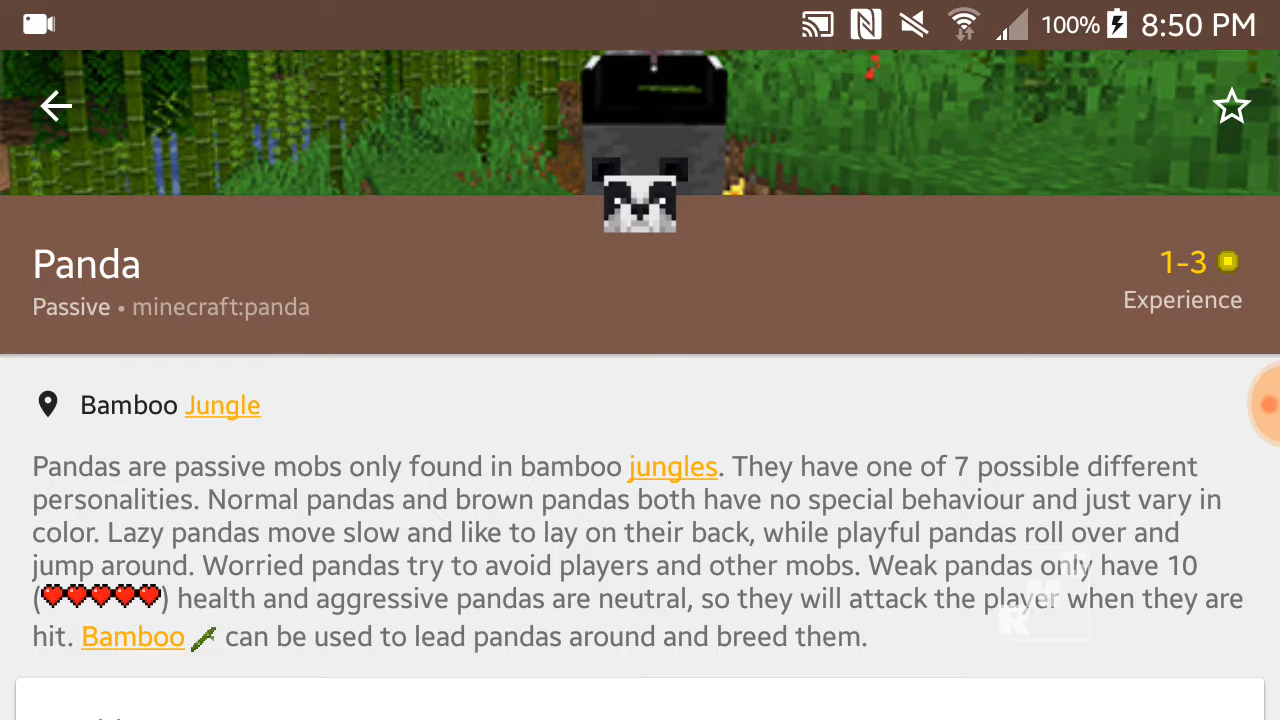 100% 8:50 PM
Panda
1-3
Passive • minecraft:panda
Experience
Bamboo Jungle
Pandas are passive mobs only found in bamboo jungles. They have one of 7 possible different
personalities. Normal pandas and brown pandas both have no special behaviour and just vary in
color. Lazy pandas move slow and like to lay on their back, while playful pandas roll over and
jump around. Worried pandas try to avoid players and other mobs. Weak pandas only have 10
() health and aggressive pandas are neutral, so they will attack the player when they are
hit. Bamboo can be used to lead pandas around and breed them.